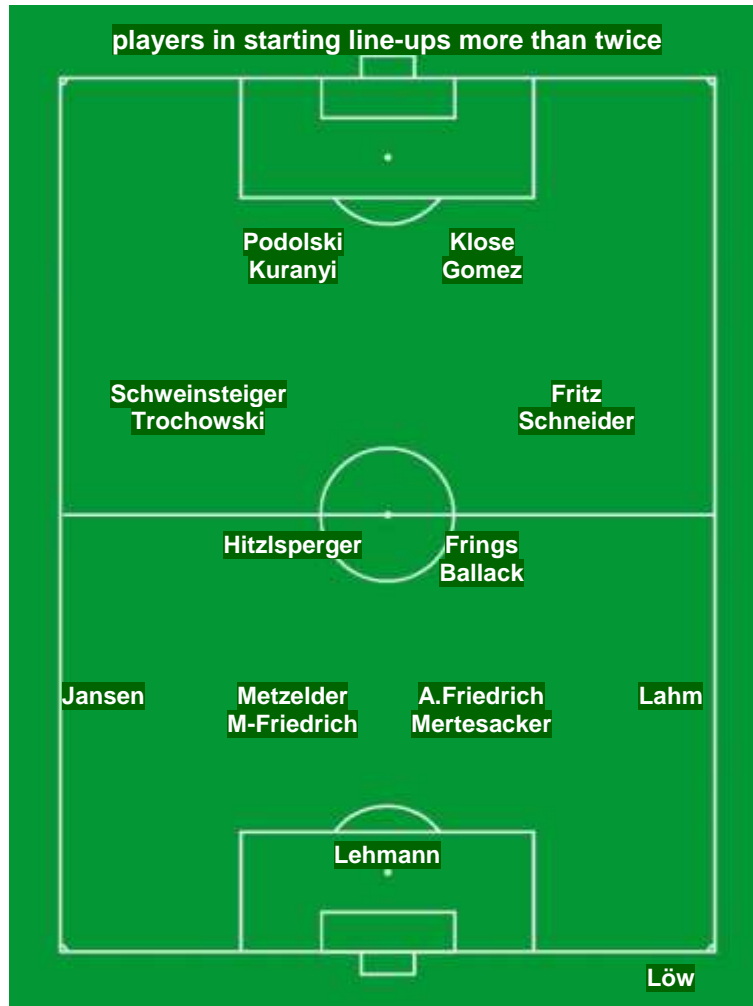 players in starting line-ups more than twice
Podolski Klose
Kuranyi Gomez
Schweinsteiger Fritz
Trochowski Schneider
Hitzlsperger Frings
Ballack
Jansen Metzelder A.Friedrich Lahm
M-Friedrich Mertesacker
Lehmann
Löw